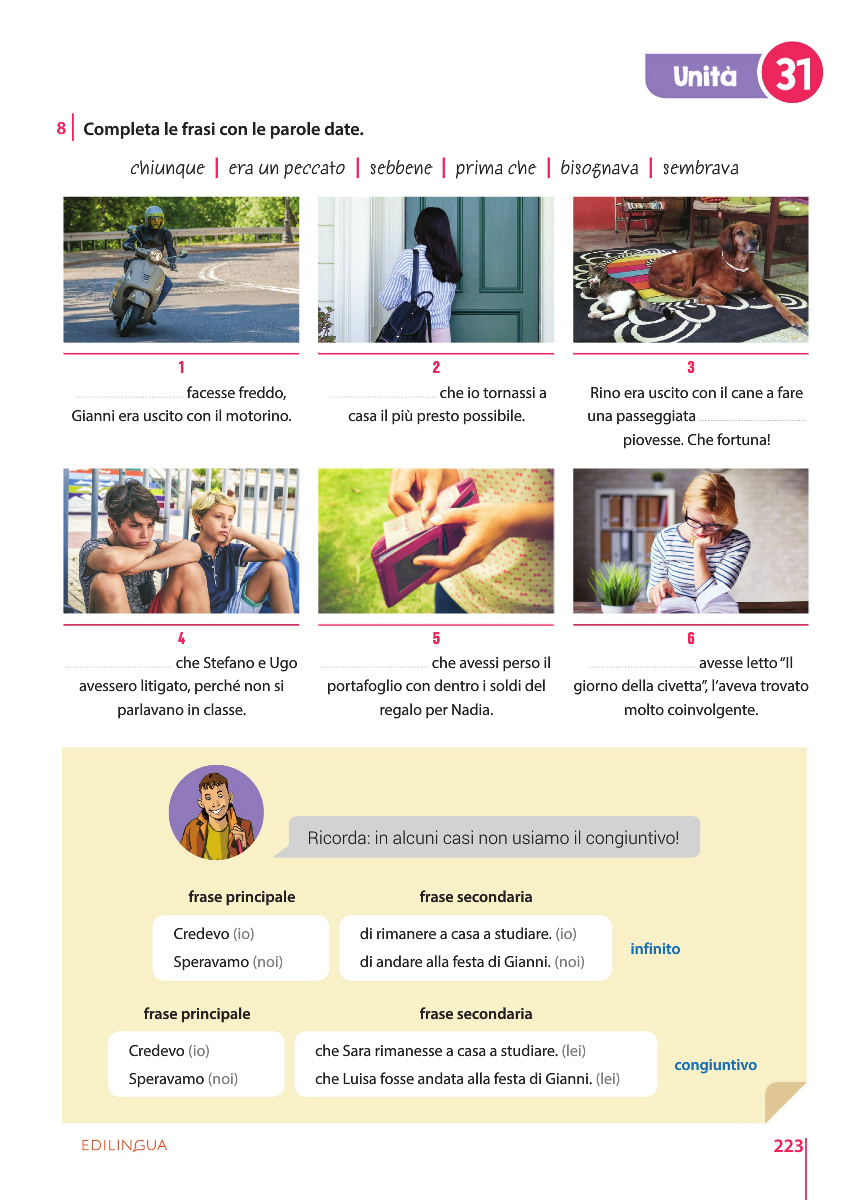 Unità 31
8 Completa le frasi con le parole date.
chiunque | era un peccato | sebbene | prima che | bisognava | sembrava
1
.............................. facesse freddo,
Gianni era uscito con il motorino.
2
.............................. che io tornassi a
casa il più presto possibile.
3
Rino era uscito con il cane a fare
una passeggiata ..............................
piovesse. Che fortuna!
4
.............................. che Stefano e Ugo
avessero litigato, perché non si
parlavano in classe.
5
.............................. che avessi perso il
portafoglio con dentro i soldi del
regalo per Nadia.
6
.............................. avesse letto “Il
giorno della civetta”, l’aveva trovato
molto coinvolgente.
Ricorda: in alcuni casi non usiamo il congiuntivo!
frase principale frase secondaria
Credevo (io) di rimanere a casa a studiare. (io)
infinito
Speravamo (noi) di andare alla festa di Gianni. (noi)
frase principale frase secondaria
Credevo (io) che Sara rimanesse a casa a studiare. (lei)
congiuntivo
Speravamo (noi) che Luisa fosse andata alla festa di Gianni. (lei)
EDILINGUA
223